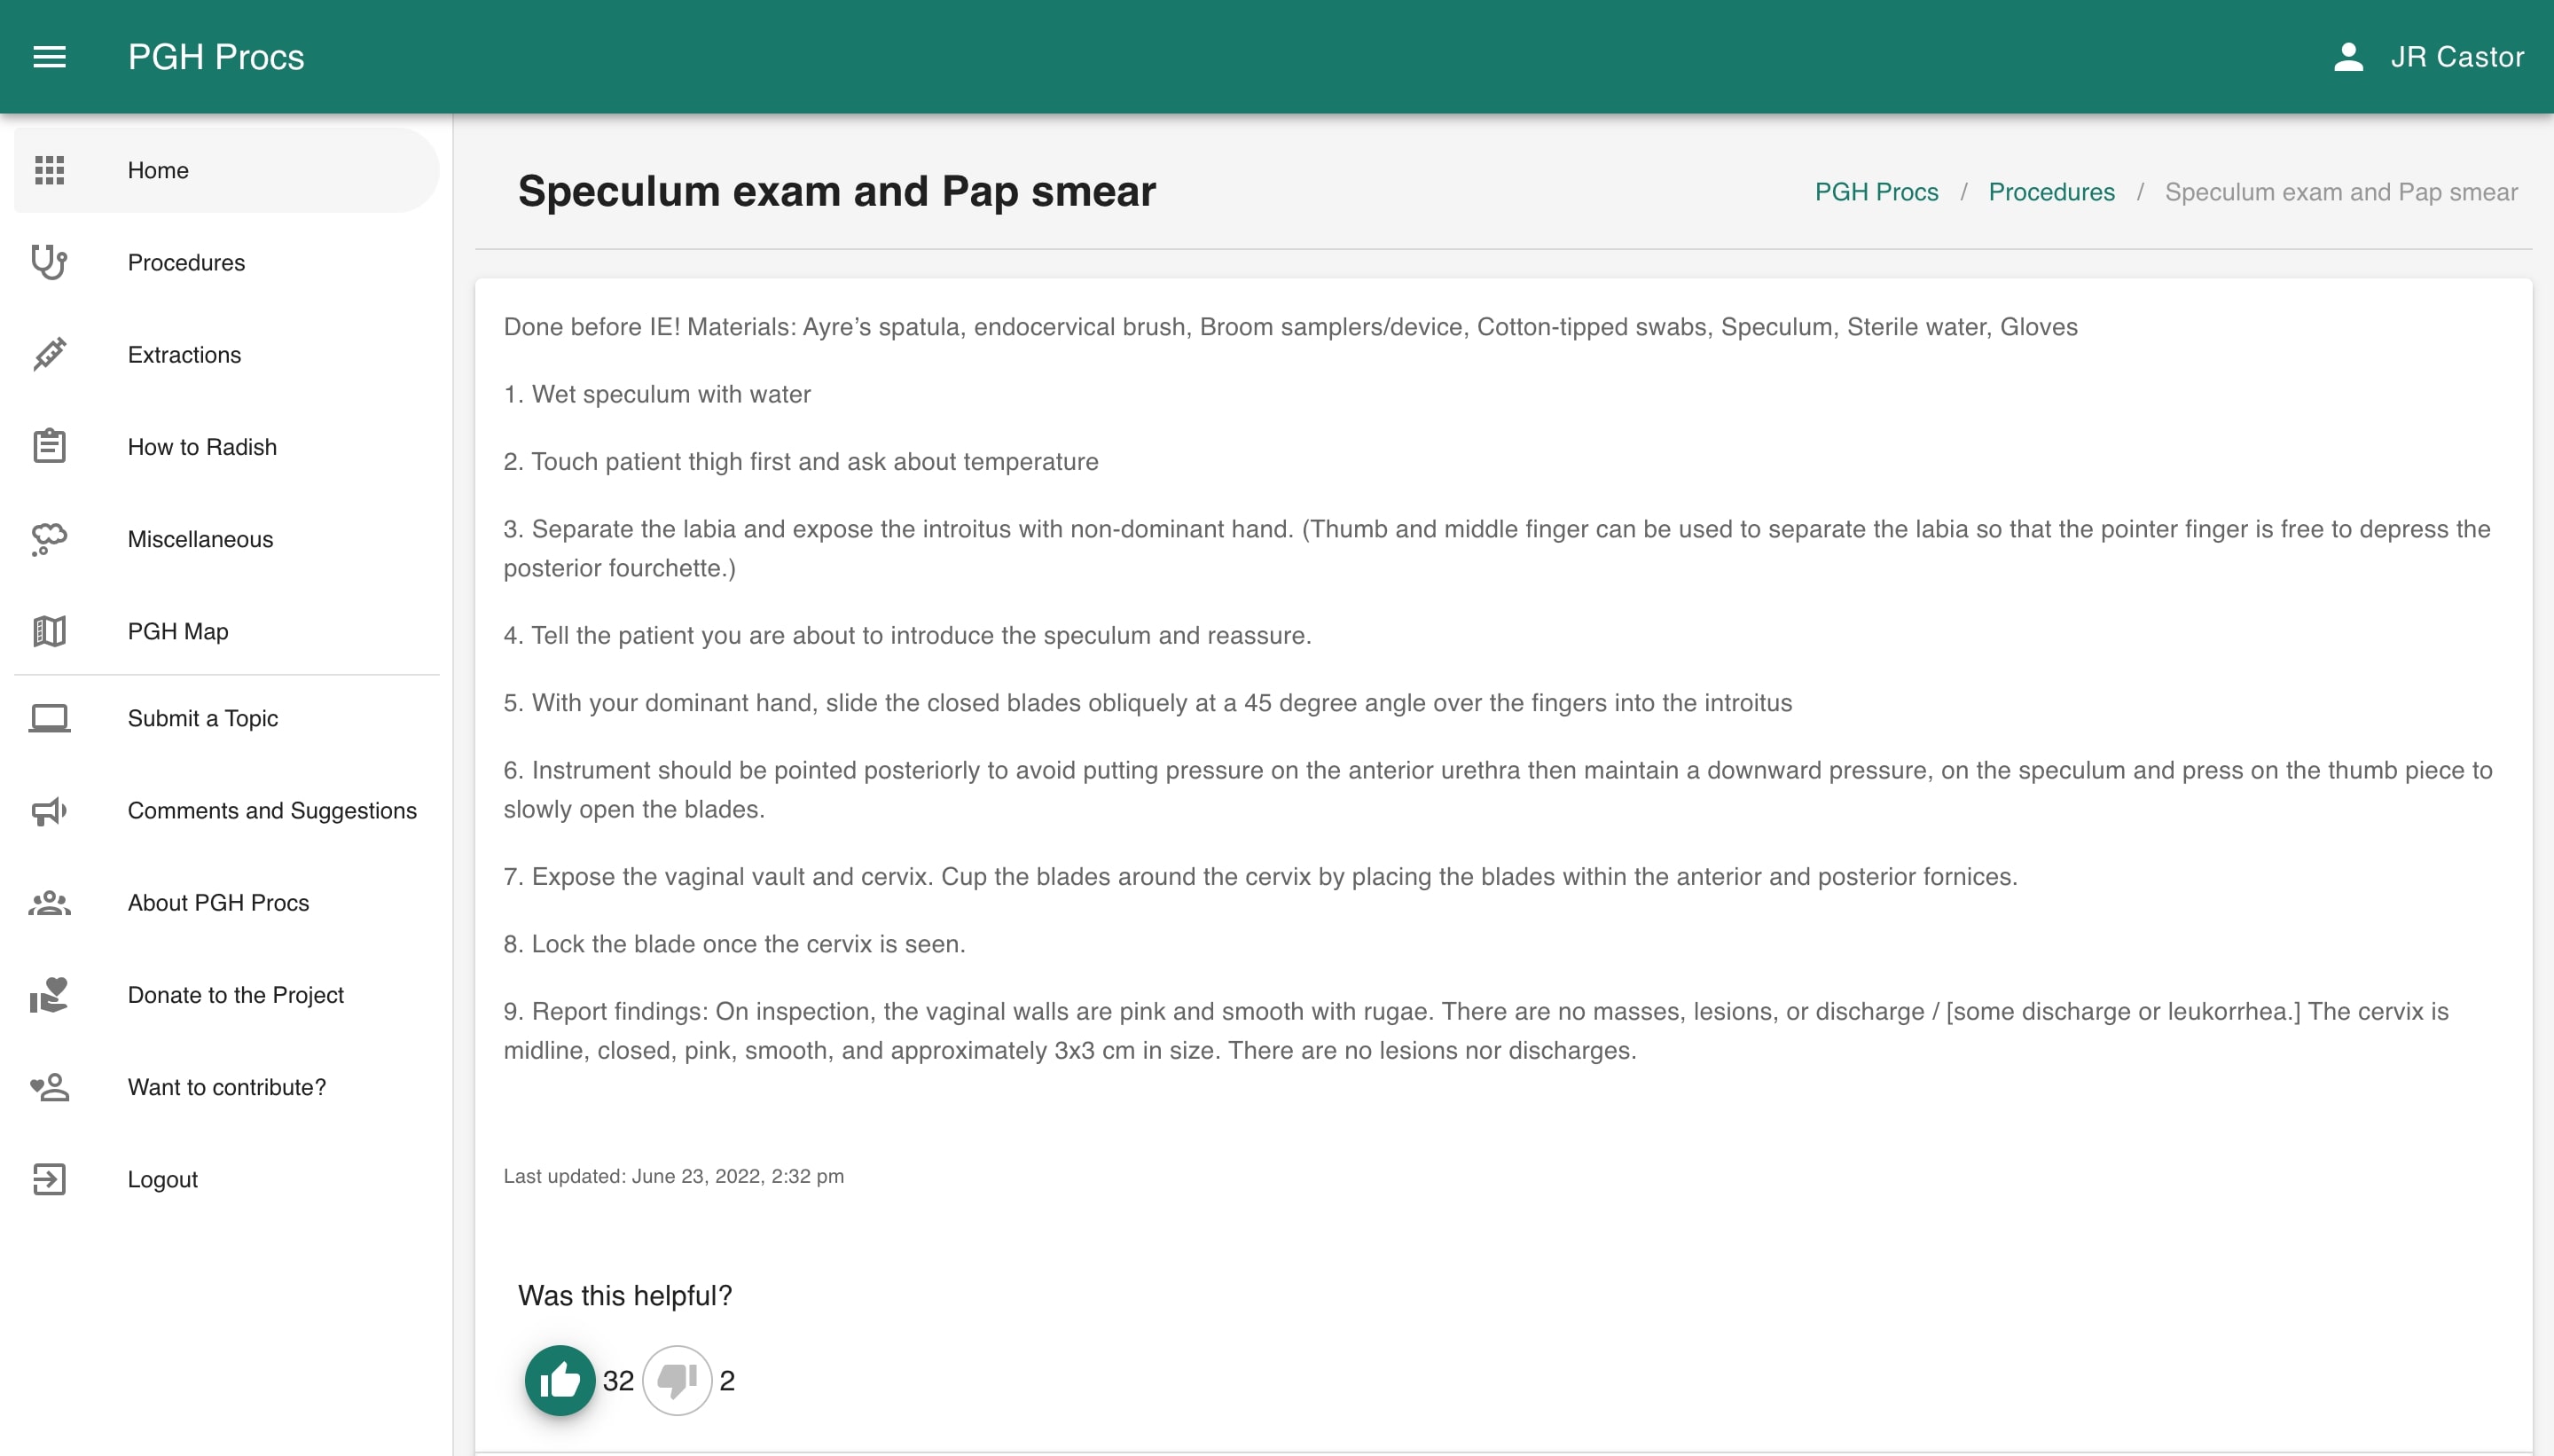 PGH Procs
JR Castor
Home
Procedures
Extractions
How to Radish
Miscellaneous
PGH Map
Submit a Topic
Comments and Suggestions
About PGH Procs
Donate to the Project
Want to contribute?
Logout
Speculum exam and Pap smear
PGH Procs / Procedures / Speculum exam and Pap smear
Done before IE! Materials: Ayre’s spatula, endocervical brush, Broom samplers/device, Cotton-tipped swabs, Speculum, Sterile water, Gloves
1. Wet speculum with water
2. Touch patient thigh first and ask about temperature
3. Separate the labia and expose the introitus with non-dominant hand. (Thumb and middle finger can be used to separate the labia so that the pointer finger is free to depress the
posterior fourchette.)
4. Tell the patient you are about to introduce the speculum and reassure.
5. With your dominant hand, slide the closed blades obliquely at a 45 degree angle over the fingers into the introitus
6. Instrument should be pointed posteriorly to avoid putting pressure on the anterior urethra then maintain a downward pressure, on the speculum and press on the thumb piece to
slowly open the blades.
7. Expose the vaginal vault and cervix. Cup the blades around the cervix by placing the blades within the anterior and posterior fornices.
8. Lock the blade once the cervix is seen.
9. Report findings: On inspection, the vaginal walls are pink and smooth with rugae. There are no masses, lesions, or discharge / [some discharge or leukorrhea.] The cervix is
midline, closed, pink, smooth, and approximately 3x3 cm in size. There are no lesions nor discharges.
Last updated: June 23, 2022, 2:32 pm
Was this helpful?
32 2